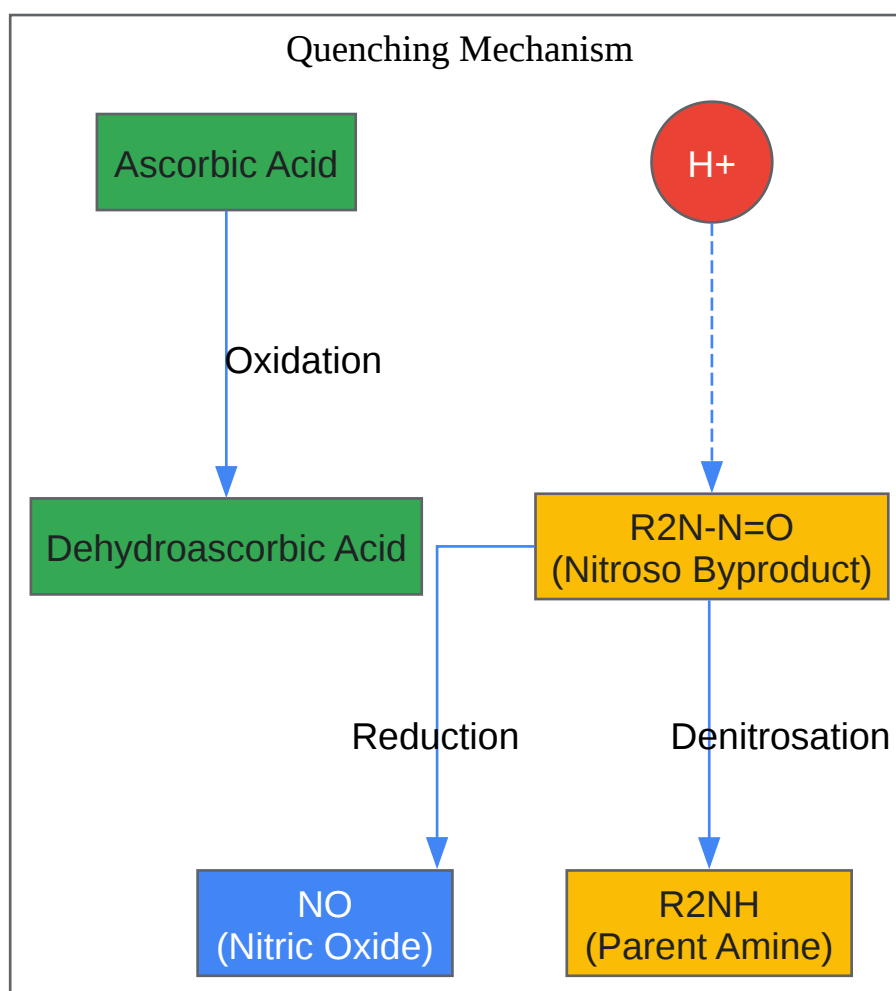 Quenching Mechanism
Ascorbic Acid
H+
Oxidation
Dehydroascorbic Acid
R2N-N=O
(Nitroso Byproduct)
Reduction
Denitrosation
NO
(Nitric Oxide)
R2NH
(Parent Amine)